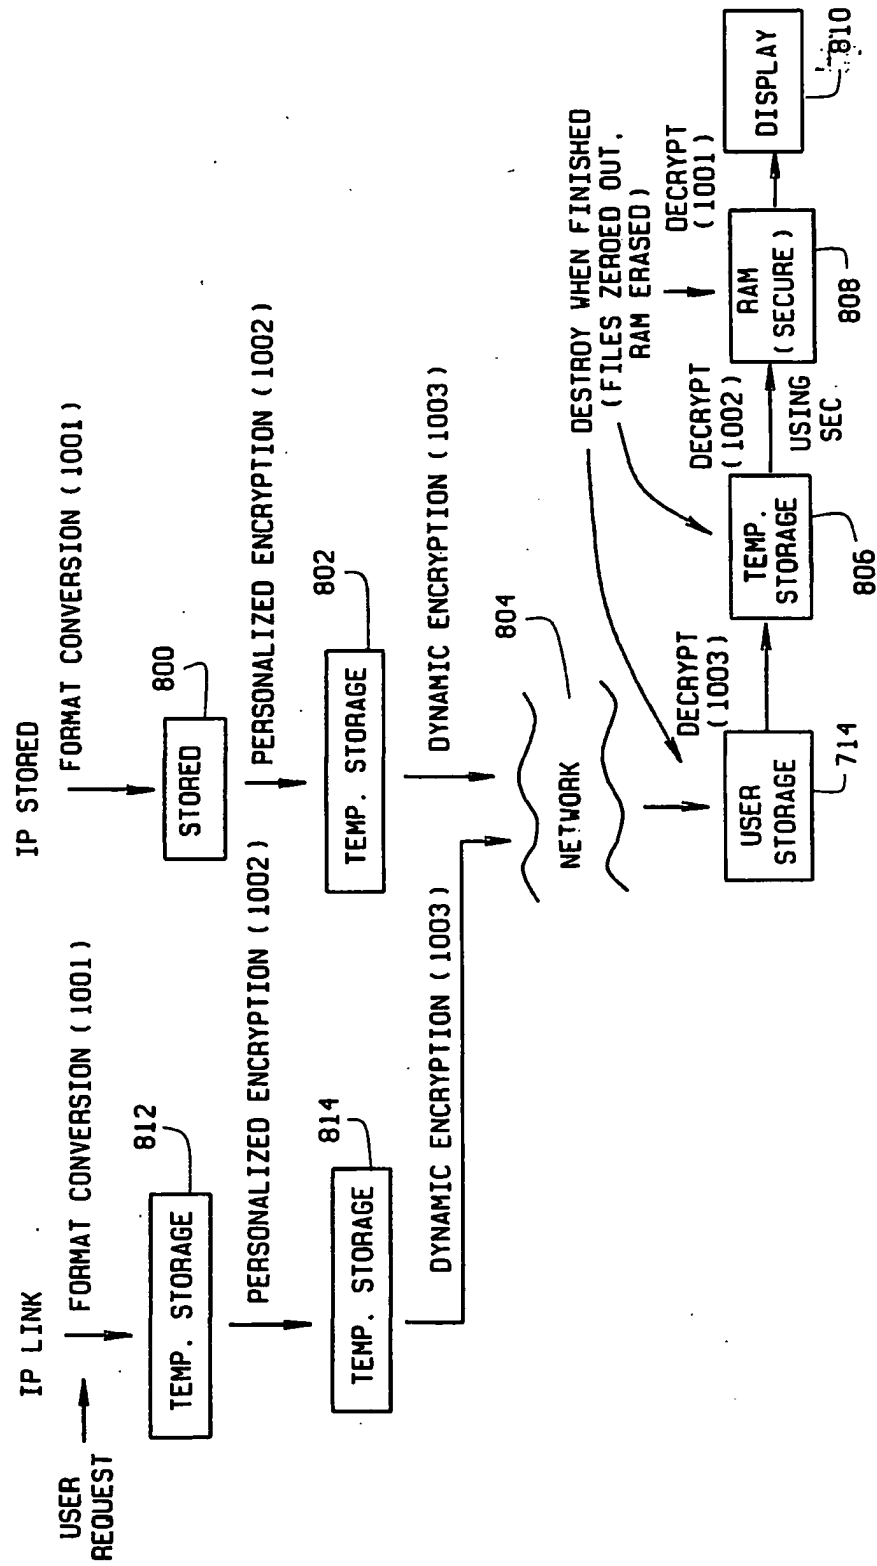 IP LINK
USER
REQUEST
FORMAT CONVERSION (1001)
812
TEMP. STORAGE
PERSONALIZED ENCRYPTION (1002)
814
TEMP. STORAGE
DYNAMIC ENCRYPTION (1003)
IP STORED
FORMAT CONVERSION (1001)
800
STORED
PERSONALIZED ENCRYPTION (1002)
802
TEMP. STORAGE
DYNAMIC ENCRYPTION (1003)
804
NETWORK
DESTROY WHEN FINISHED
(FILES ZEROED OUT,
RAM ERASED)
USER
STORAGE
714
DECRYPT
(1003)
TEMP.
STORAGE
806
DECRYPT
(1002)
USING
SEC
RAM
(SECURE)
808
DECRYPT
(1001)
DISPLAY
810